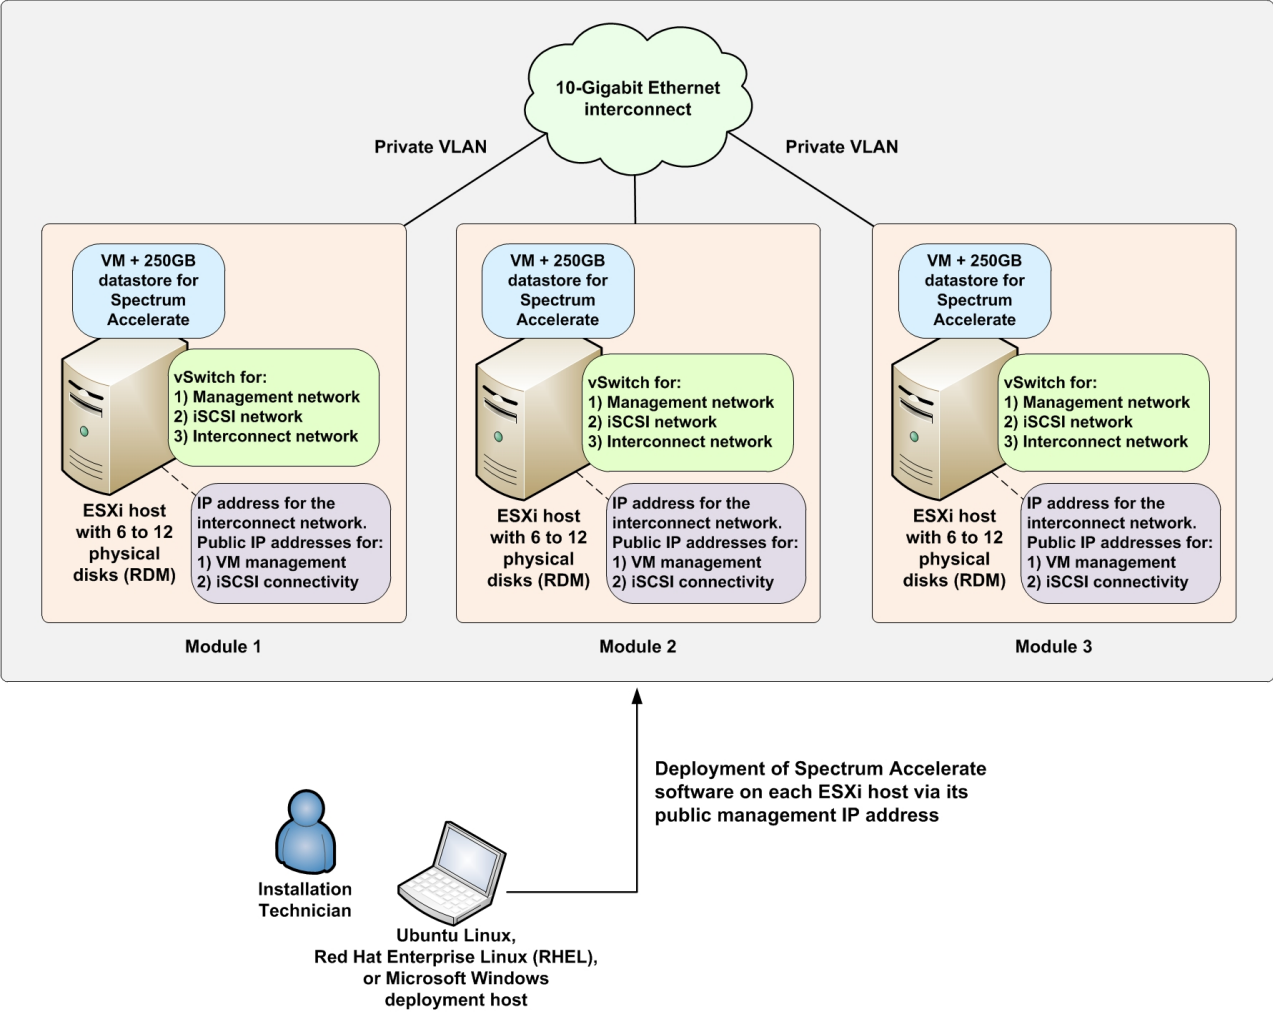 10-Gigabit Ethernet
interconnect
Private VLAN
Private VLAN
VM + 250GB
datastore for
Spectrum
Accelerate
vSwitch for:
1) Management network
2) iSCSI network
3) Interconnect network
ESXi host
with 6 to 12
physical
disks (RDM)
IP address for the
interconnect network.
Public IP addresses for:
1) VM management
2) iSCSI connectivity
Module 1
VM + 250GB
datastore for
Spectrum
Accelerate
vSwitch for:
1) Management network
2) iSCSI network
3) Interconnect network
ESXi host
with 6 to 12
physical
disks (RDM)
IP address for the
interconnect network.
Public IP addresses for:
1) VM management
2) iSCSI connectivity
Module 2
VM + 250GB
datastore for
Spectrum
Accelerate
vSwitch for:
1) Management network
2) iSCSI network
3) Interconnect network
ESXi host
with 6 to 12
physical
disks (RDM)
IP address for the
interconnect network.
Public IP addresses for:
1) VM management
2) iSCSI connectivity
Module 3
Deployment of Spectrum Accelerate
software on each ESXi host via its
public management IP address
Installation
Technician
Ubuntu Linux,
Red Hat Enterprise Linux (RHEL),
or Microsoft Windows
deployment host